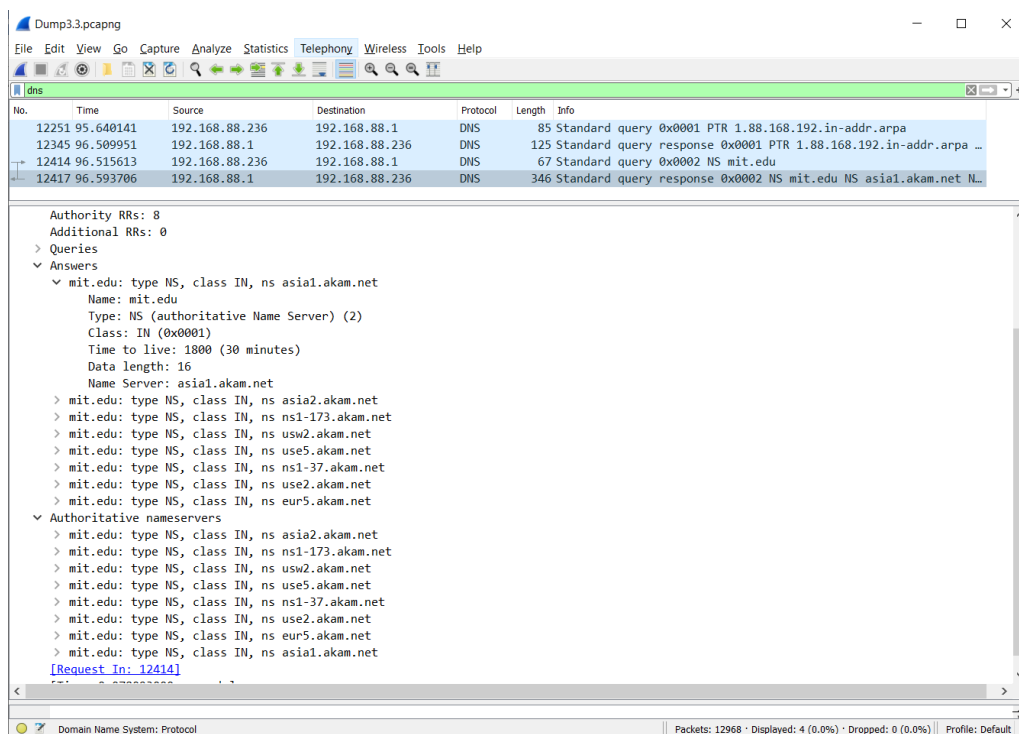 Dump3.3.pcapng
File Edit View Go Capture Analyze Statistics Telephony Wireless Tools Help
dns
No. Time Source Destination Protocol Length Info
12251 95.640141 192.168.88.236 192.168.88.1 DNS 85 Standard query 0x0001 PTR 1.88.168.192.in-addr.arpa
12345 96.509951 192.168.88.1 192.168.88.236 DNS 125 Standard query response 0x0001 PTR 1.88.168.192.in-addr.arpa …
12414 96.515613 192.168.88.236 192.168.88.1 DNS 67 Standard query 0x0002 NS mit.edu
12417 96.593706 192.168.88.1 192.168.88.236 DNS 346 Standard query response 0x0002 NS mit.edu NS asia1.akam.net N…
Authority RRs: 8
Additional RRs: 0
Queries
Answers
mit.edu: type NS, class IN, ns asia1.akam.net
Name: mit.edu
Type: NS (authoritative Name Server) (2)
Class: IN (0x0001)
Time to live: 1800 (30 minutes)
Data length: 16
Name Server: asia1.akam.net
mit.edu: type NS, class IN, ns asia2.akam.net
mit.edu: type NS, class IN, ns ns1-173.akam.net
mit.edu: type NS, class IN, ns usw2.akam.net
mit.edu: type NS, class IN, ns use5.akam.net
mit.edu: type NS, class IN, ns ns1-37.akam.net
mit.edu: type NS, class IN, ns use2.akam.net
mit.edu: type NS, class IN, ns eur5.akam.net
Authoritative nameservers
mit.edu: type NS, class IN, ns asia2.akam.net
mit.edu: type NS, class IN, ns ns1-173.akam.net
mit.edu: type NS, class IN, ns usw2.akam.net
mit.edu: type NS, class IN, ns use5.akam.net
mit.edu: type NS, class IN, ns ns1-37.akam.net
mit.edu: type NS, class IN, ns use2.akam.net
mit.edu: type NS, class IN, ns eur5.akam.net
mit.edu: type NS, class IN, ns asia1.akam.net
[Request In: 12414]
Domain Name System: Protocol Packets: 12968 · Displayed: 4 (0.0%) · Dropped: 0 (0.0%) Profile: Default